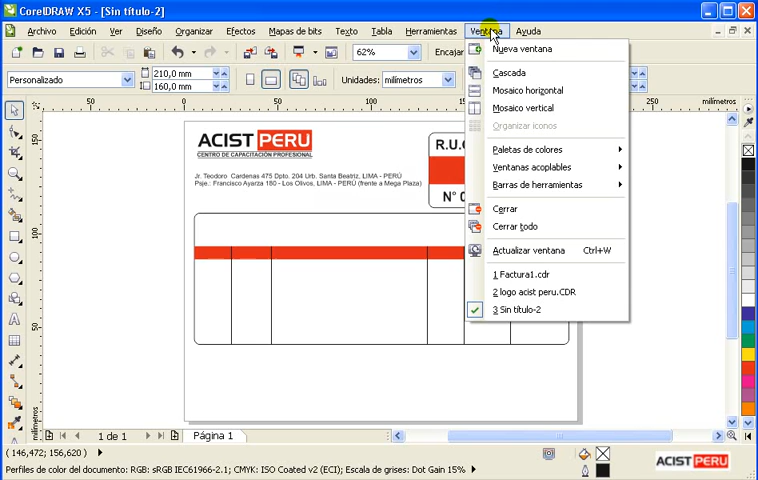 CorelDRAW X5 - [Sin título-2]
Archivo Edición Ver Diseño Organizar Efectos Mapas de bits Texto Tabla Herramientas Ventana Ayuda
62% Encajar
Personalizado 210,0 mm 160,0 mm Unidades: milímetros
50 0 50 100 250 milímetros
150
100
50
milímetros
ACIST PERU
CENTRO DE CAPACITACIÓN PROFESIONAL
Jr. Teodoro Cardenas 475 Dpto. 204 Urb. Santa Beatriz, LIMA - PERÚ
Psje.: Francisco Ayarza 180 - Los Olivos, LIMA - PERÚ (frente a Mega Plaza)
R.U.C
N° 0
Nueva ventana
Cascada
Mosaico horizontal
Mosaico vertical
Organizar iconos
Paletas de colores
Ventanas acoplables
Barras de herramientas
Cerrar
Cerrar todo
Actualizar ventana Ctrl+W
1 Factura1.cdr
2 logo acist peru.CDR
3 Sin título-2
1 de 1 Página 1
(146,472; 156,620)
Perfiles de color del documento: RGB: sRGB IEC61966-2.1; CMYK: ISO Coated v2 (ECI); Escala de grises: Dot Gain 15%
ACIST PERU